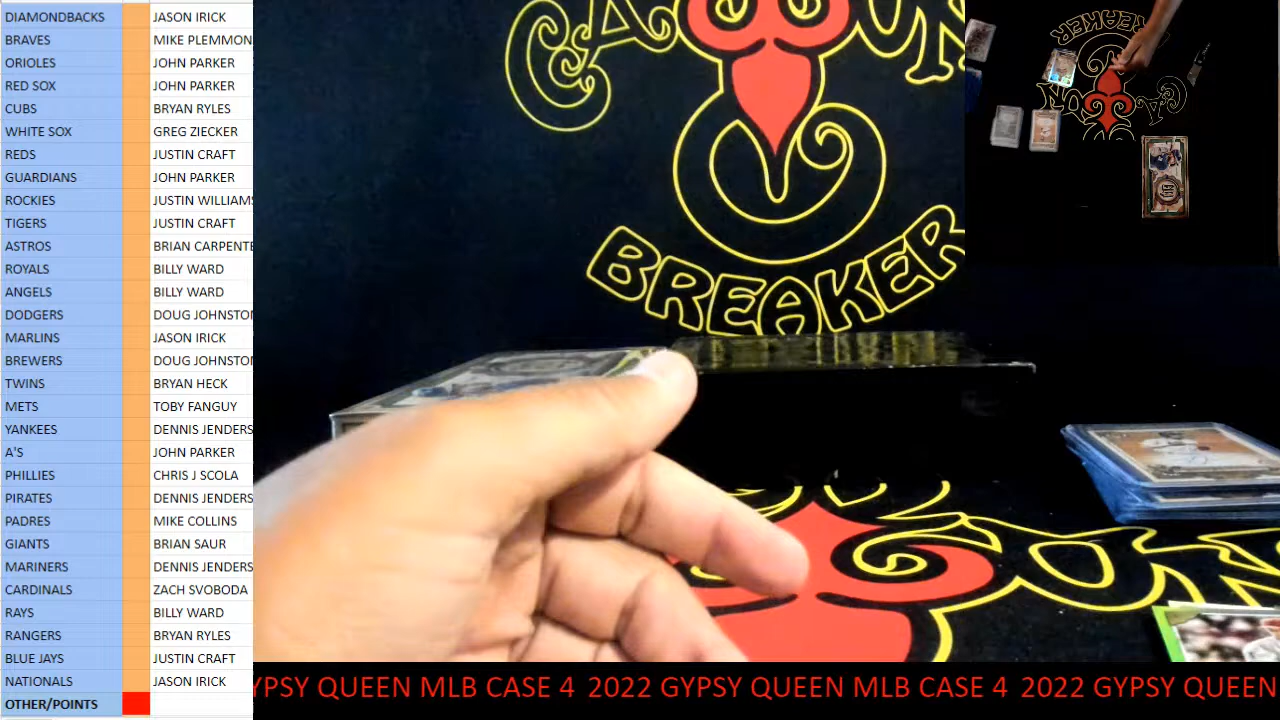 DIAMONDBACKS JASON IRICK
BRAVES MIKE PLEMMON
ORIOLES JOHN PARKER
RED SOX JOHN PARKER
CUBS BRYAN RYLES
WHITE SOX GREG ZIECKER
REDS JUSTIN CRAFT
GUARDIANS JOHN PARKER
ROCKIES JUSTIN WILLIAMS
TIGERS JUSTIN CRAFT
ASTROS BRIAN CARPENTE
ROYALS BILLY WARD
ANGELS BILLY WARD
DODGERS DOUG JOHNSTON
MARLINS JASON IRICK
BREWERS DOUG JOHNSTON
TWINS BRYAN HECK
METS TOBY FANGUY
YANKEES DENNIS JENDERS
A'S JOHN PARKER
PHILLIES CHRIS J SCOLA
PIRATES DENNIS JENDERS
PADRES MIKE COLLINS
GIANTS BRIAN SAUR
MARINERS DENNIS JENDERS
CARDINALS ZACH SVOBODA
RAYS BILLY WARD
RANGERS BRYAN RYLES
BLUE JAYS JUSTIN CRAFT
NATIONALS JASON IRICK
OTHER/POINTS
BREAKER
BREAKER
YPSY QUEEN MLB CASE 4 2022 GYPSY QUEEN MLB CASE 4 2022 GYPSY QUEEN